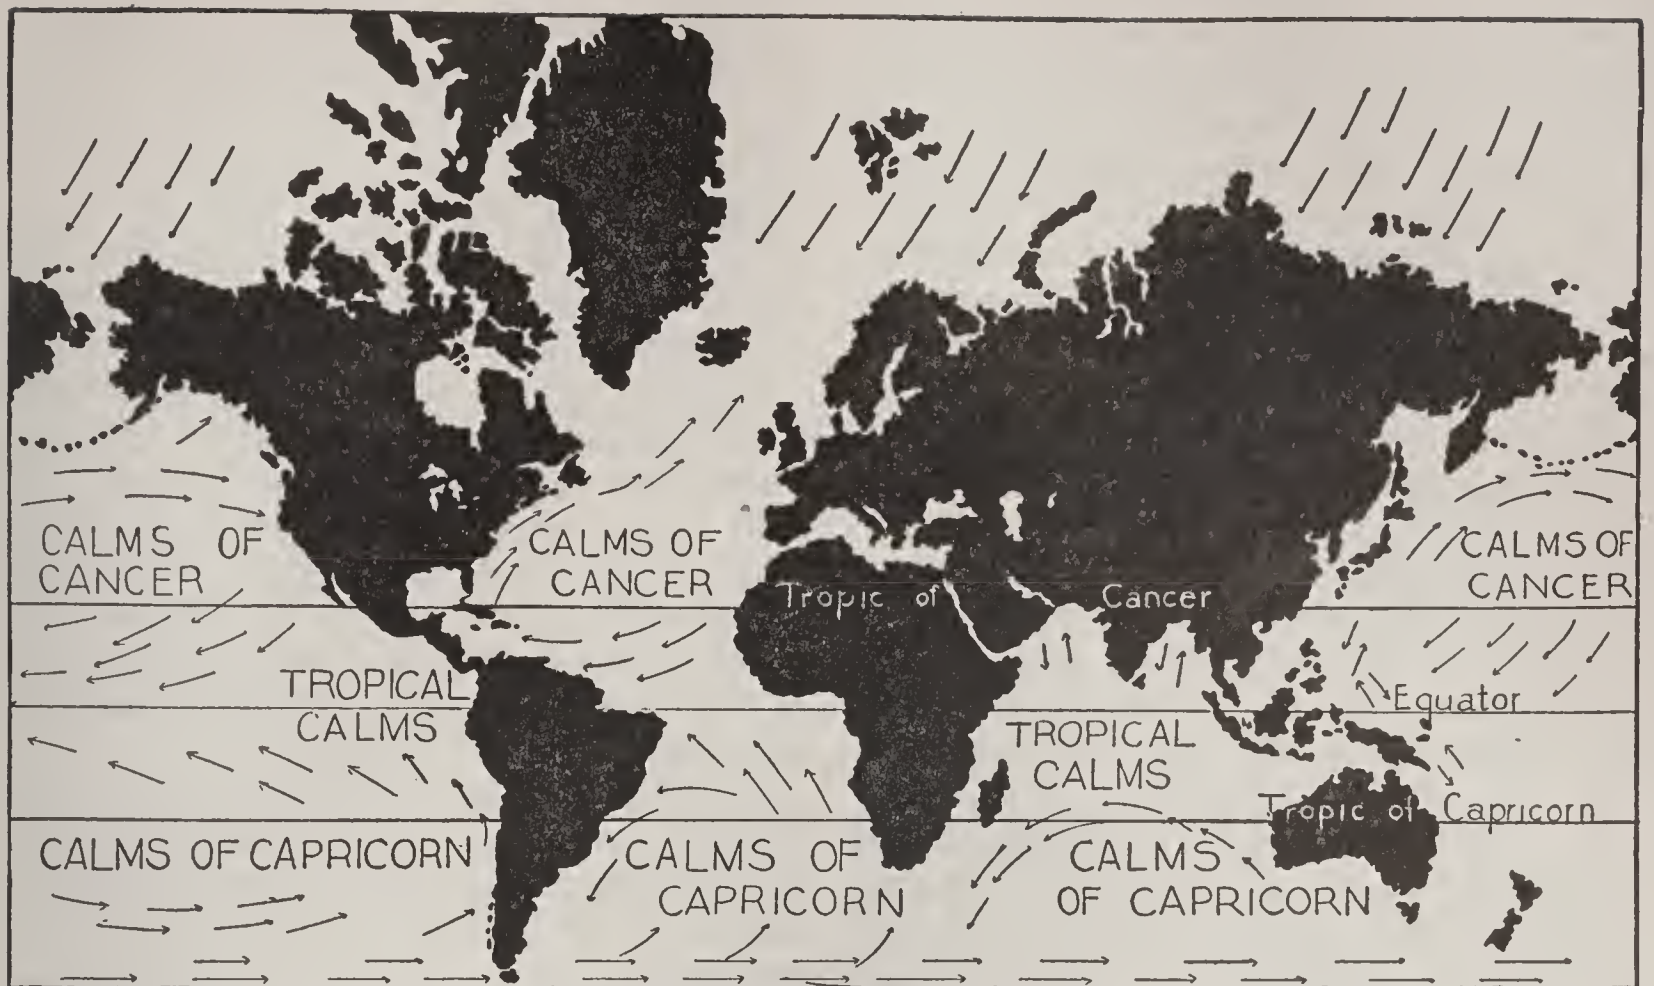 CALMS OF
CANCER
CALMS OF
CANCER
CALMS OF
CANCER
Tropic of Cancer
TROPICAL
CALMS
Equator
TROPICAL
CALMS
Tropic of Capricorn
CALMS OF CAPRICORN
CALMS OF
CAPRICORN
CALMS
OF CAPRICORN